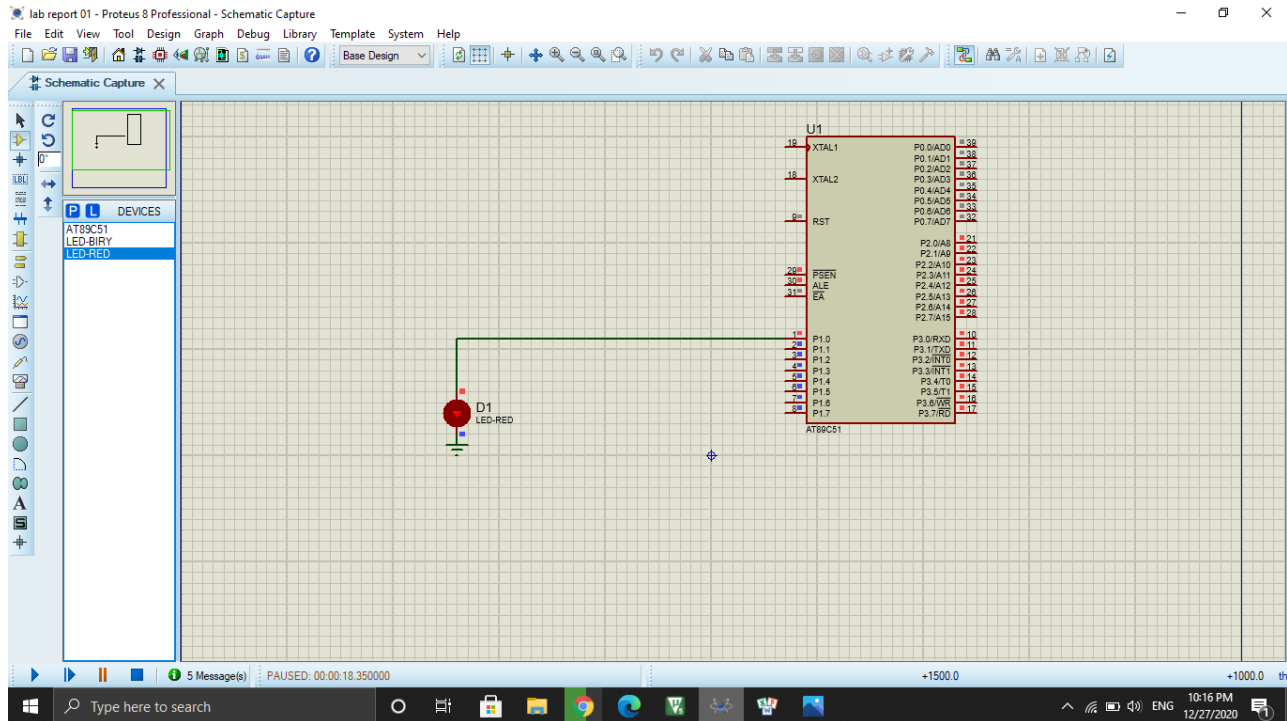 lab report 01 - Proteus 8 Professional - Schematic Capture
File Edit View Tool Design Graph Debug Library Template System Help
Base Design
Schematic Capture
0°
LBL
P L DEVICES
AT89C51
LED-BIRY
LED-RED
A
S
U1
19 XTAL1
18 XTAL2
9 RST
29 PSEN
30 ALE
31 EA
1 P1.0
2 P1.1
3 P1.2
4 P1.3
5 P1.4
6 P1.5
7 P1.6
8 P1.7
P0.0/AD0 39
P0.1/AD1 38
P0.2/AD2 37
P0.3/AD3 36
P0.4/AD4 35
P0.5/AD5 34
P0.6/AD6 33
P0.7/AD7 32
P2.0/A8 21
P2.1/A9 22
P2.2/A10 23
P2.3/A11 24
P2.4/A12 25
P2.5/A13 26
P2.6/A14 27
P2.7/A15 28
P3.0/RXD 10
P3.1/TXD 11
P3.2/INT0 12
P3.3/INT1 13
P3.4/T0 14
P3.5/T1 15
P3.6/WR 16
P3.7/RD 17
AT89C51
D1
LED-RED
5 Message(s) PAUSED: 00:00:18.350000 +1500.0 +1000.0 th
Type here to search
ENG
10:16 PM
12/27/2020
1